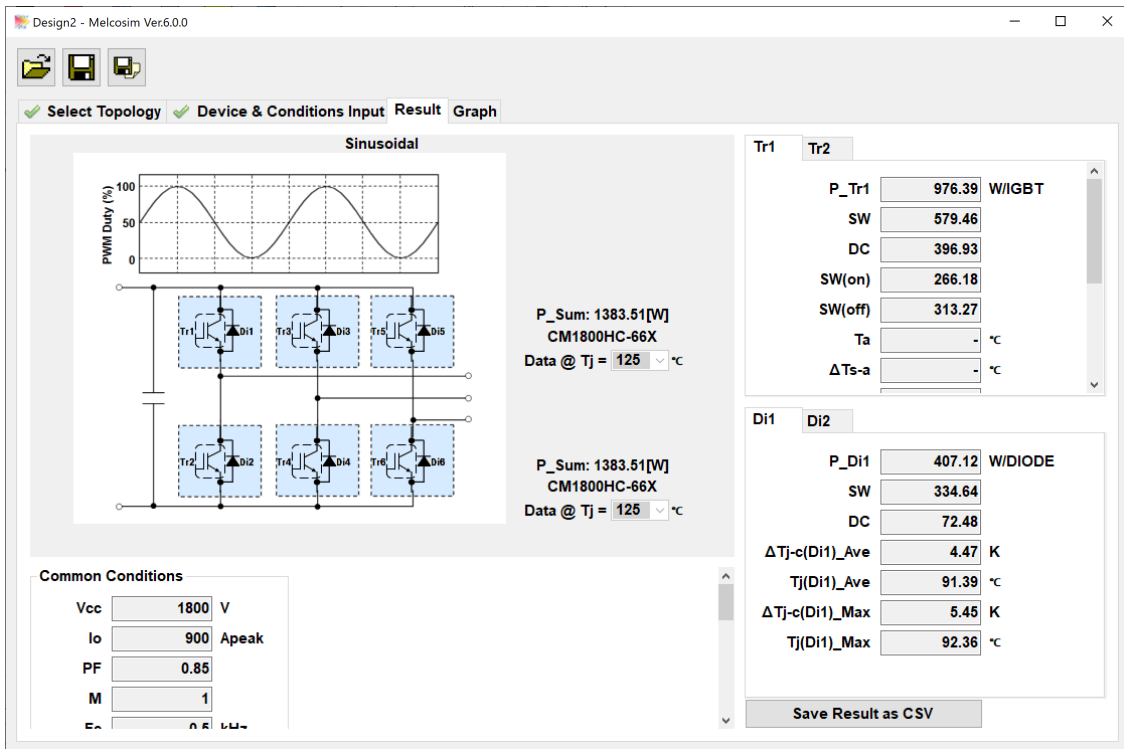 Design2 - Melcosim Ver.6.0.0
Select Topology Device & Conditions Input Result Graph
Sinusoidal
PWM Duty (%)
100
50
0
Tr1 Di1 Tr3 Di3 Tr5 Di5
P_Sum: 1383.51[W]
CM1800HC-66X
Data @ Tj = 125 ℃
Tr2 Di2 Tr4 Di4 Tr6 Di6
P_Sum: 1383.51[W]
CM1800HC-66X
Data @ Tj = 125 ℃
Common Conditions
Vcc 1800 V
Io 900 Apeak
PF 0.85
M 1
Fc 0.5 kHz
Tr1 Tr2
P_Tr1 976.39 W/IGBT
SW 579.46
DC 396.93
SW(on) 266.18
SW(off) 313.27
Ta - ℃
ΔTs-a - ℃
Di1 Di2
P_Di1 407.12 W/DIODE
SW 334.64
DC 72.48
ΔTj-c(Di1)_Ave 4.47 K
Tj(Di1)_Ave 91.39 ℃
ΔTj-c(Di1)_Max 5.45 K
Tj(Di1)_Max 92.36 ℃
Save Result as CSV